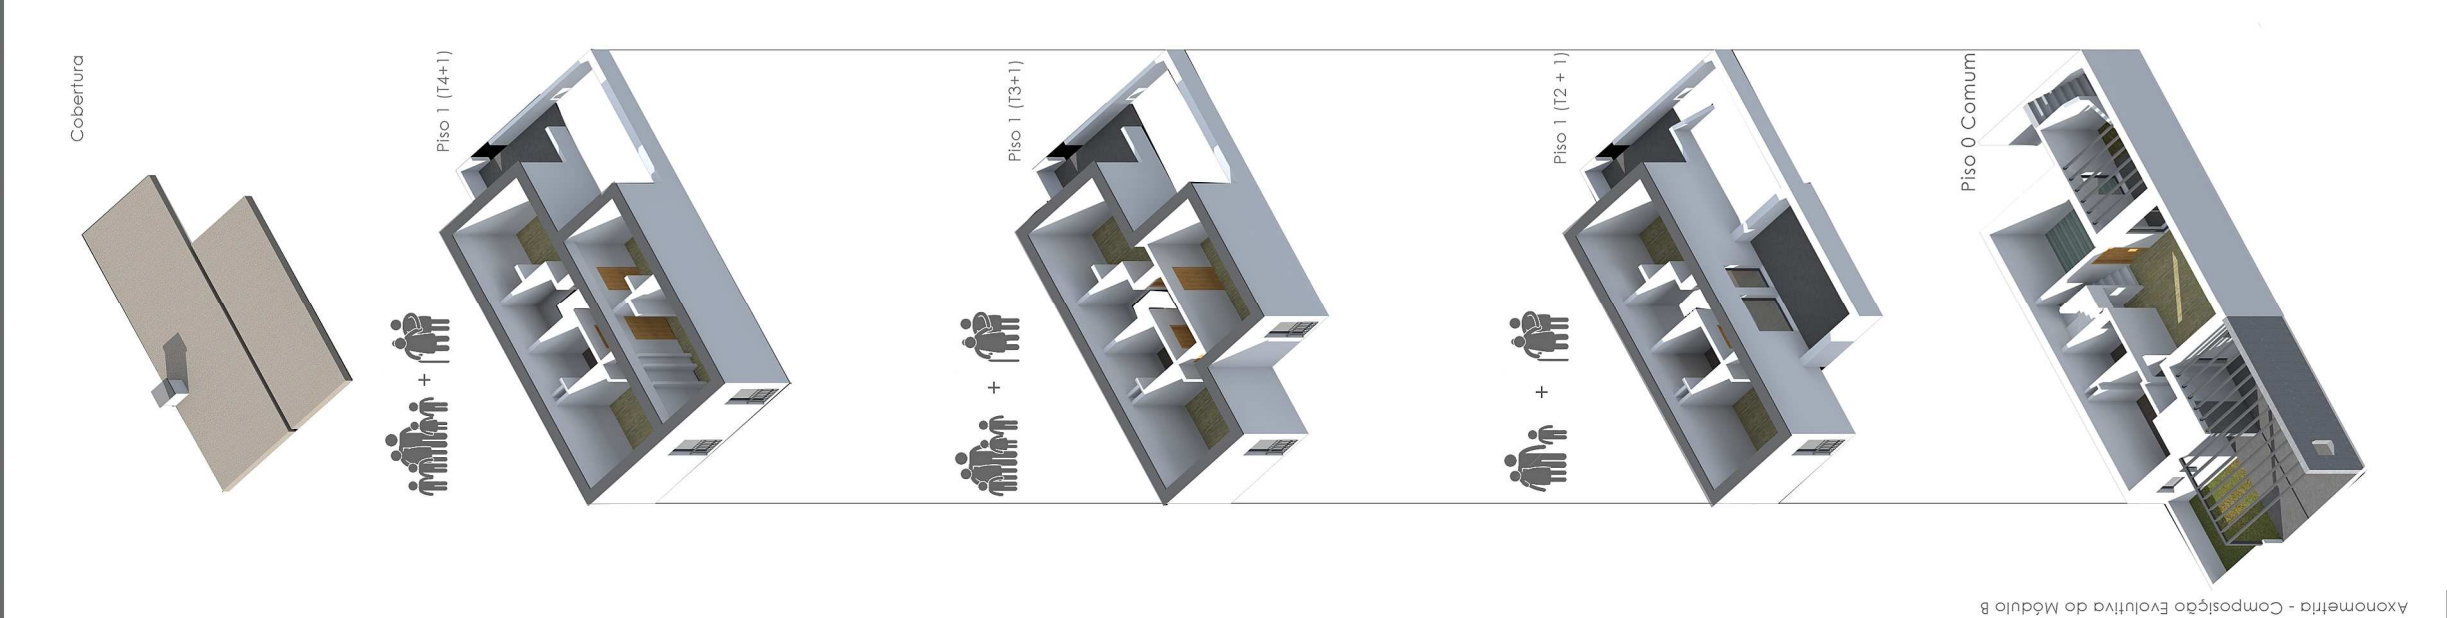 Cobertura
Piso 1 (T4+1)
+
Piso 1 (T3+1)
+
Piso 1 (T2 + 1)
+
Piso 0 Comum
Axonometria - Composição Evolutiva do Módulo B